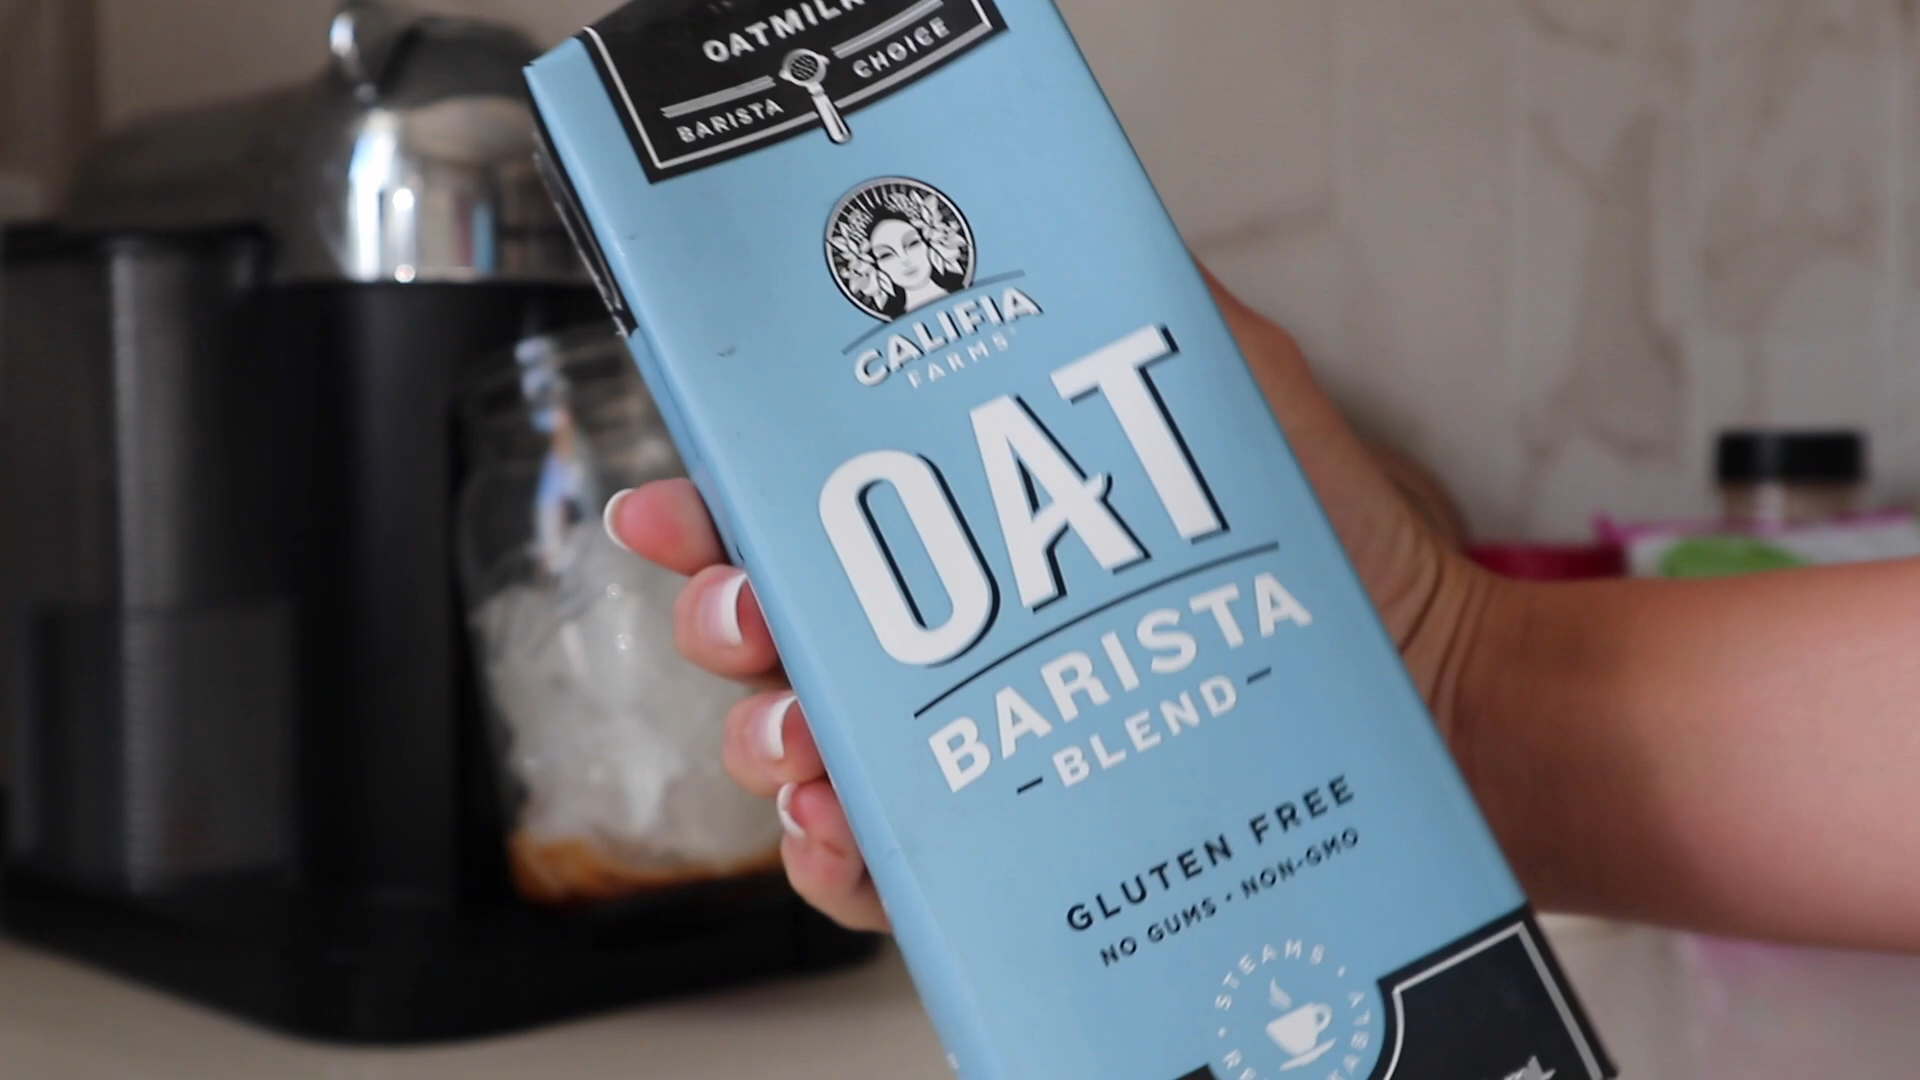 OATMILK
BARISTA CHOICE
CALIFIA
FARMS
OAT
BARISTA
BLEND
GLUTEN FREE
NO GUMS • NON-GMO
STEAMS